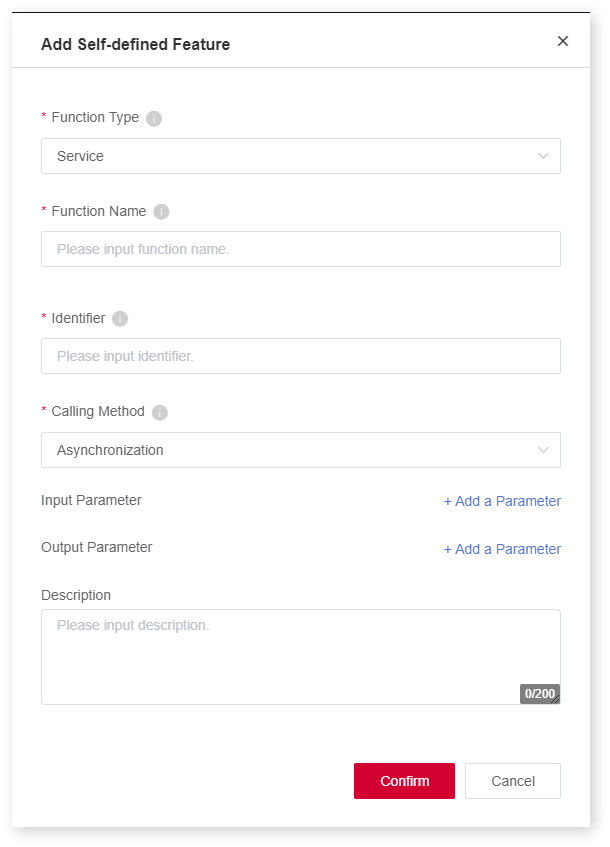 Add Self-defined Feature
* Function Type
Service
* Function Name
Please input function name.
* Identifier
Please input identifier.
* Calling Method
Asynchronization
Input Parameter + Add a Parameter
Output Parameter + Add a Parameter
Description
Please input description.
0/200
Confirm Cancel